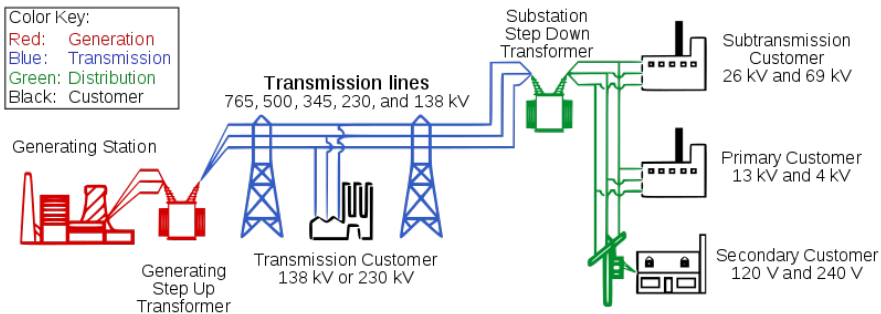 Color Key:
Red: Generation
Blue: Transmission
Green: Distribution
Black: Customer
Generating Station
Generating
Step Up
Transformer
Transmission lines
765, 500, 345, 230, and 138 kV
Transmission Customer
138 kV or 230 kV
Substation
Step Down
Transformer
Subtransmission
Customer
26 kV and 69 kV
Primary Customer
13 kV and 4 kV
Secondary Customer
120 V and 240 V